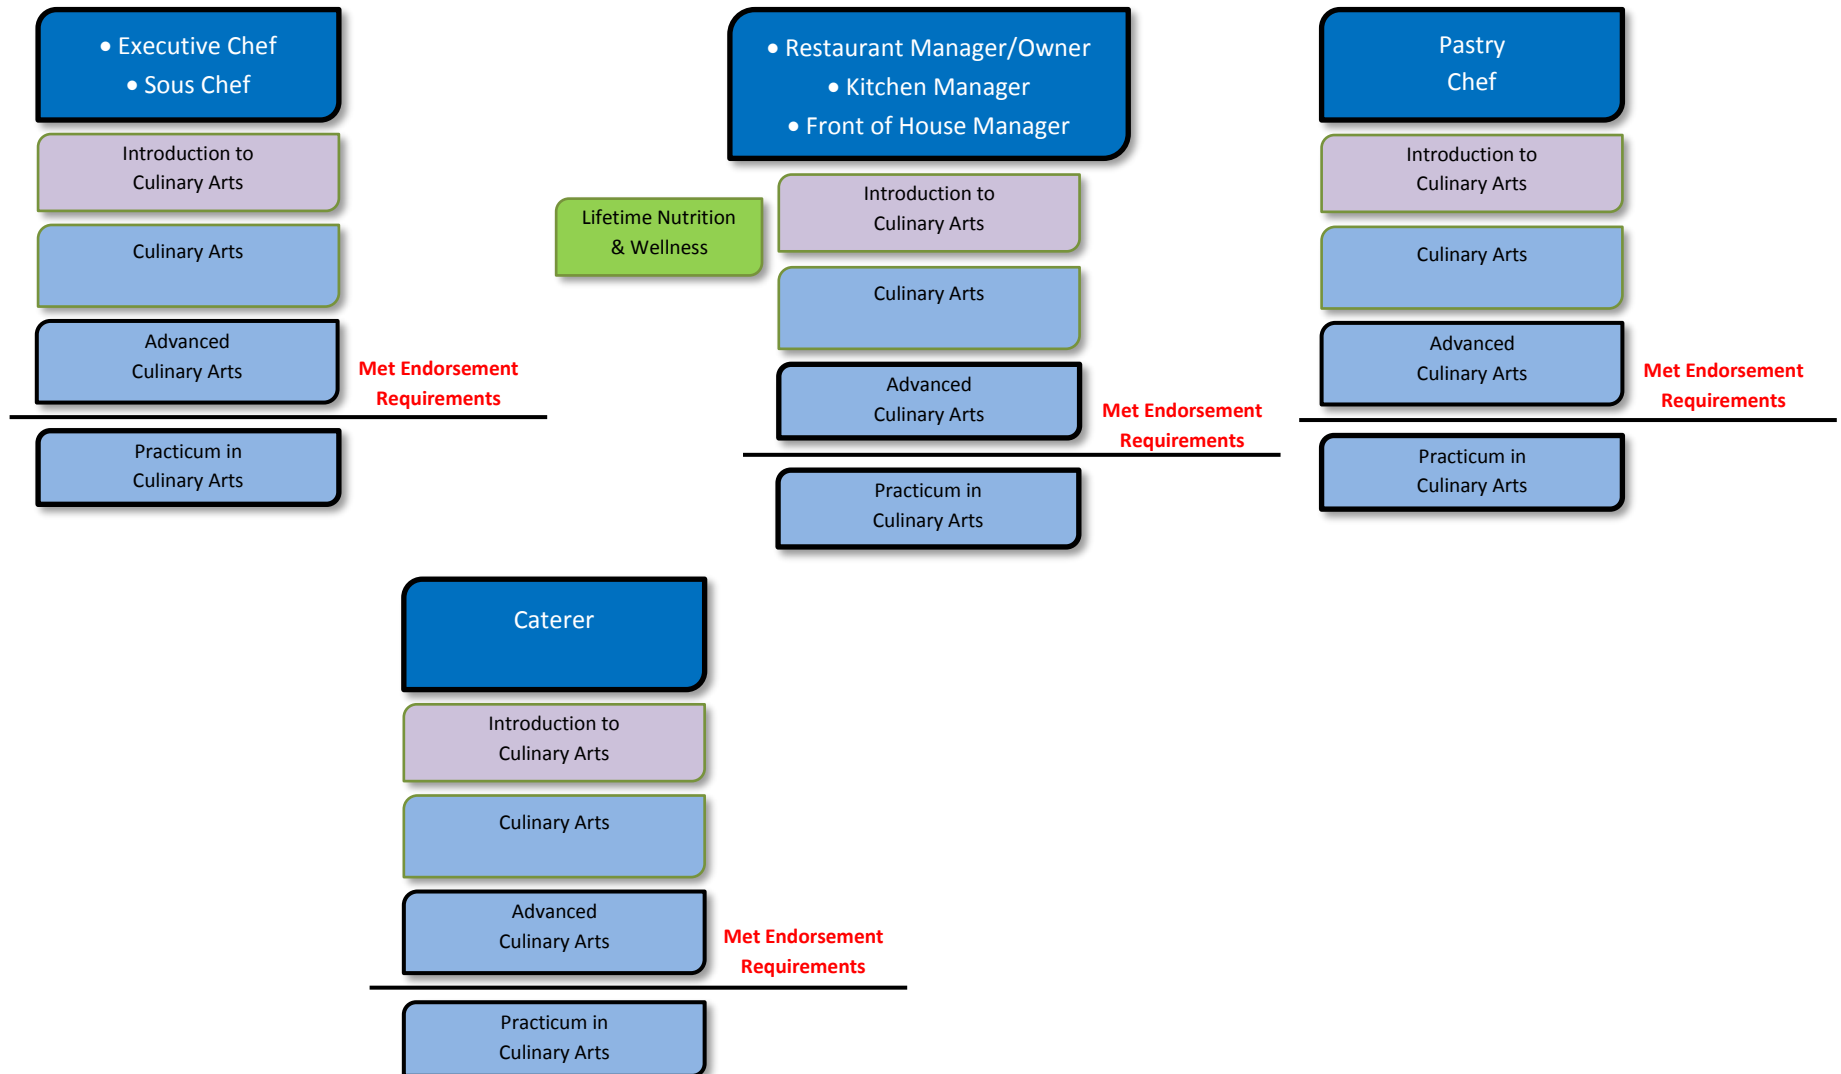 • Executive Chef
• Sous Chef
Introduction to
Culinary Arts
Culinary Arts
Advanced
Culinary Arts
Met Endorsement
Requirements
Practicum in
Culinary Arts
• Restaurant Manager/Owner
• Kitchen Manager
• Front of House Manager
Lifetime Nutrition
& Wellness
Introduction to
Culinary Arts
Culinary Arts
Advanced
Culinary Arts
Met Endorsement
Requirements
Practicum in
Culinary Arts
Pastry
Chef
Introduction to
Culinary Arts
Culinary Arts
Advanced
Culinary Arts
Met Endorsement
Requirements
Practicum in
Culinary Arts
Caterer
Introduction to
Culinary Arts
Culinary Arts
Advanced
Culinary Arts
Met Endorsement
Requirements
Practicum in
Culinary Arts